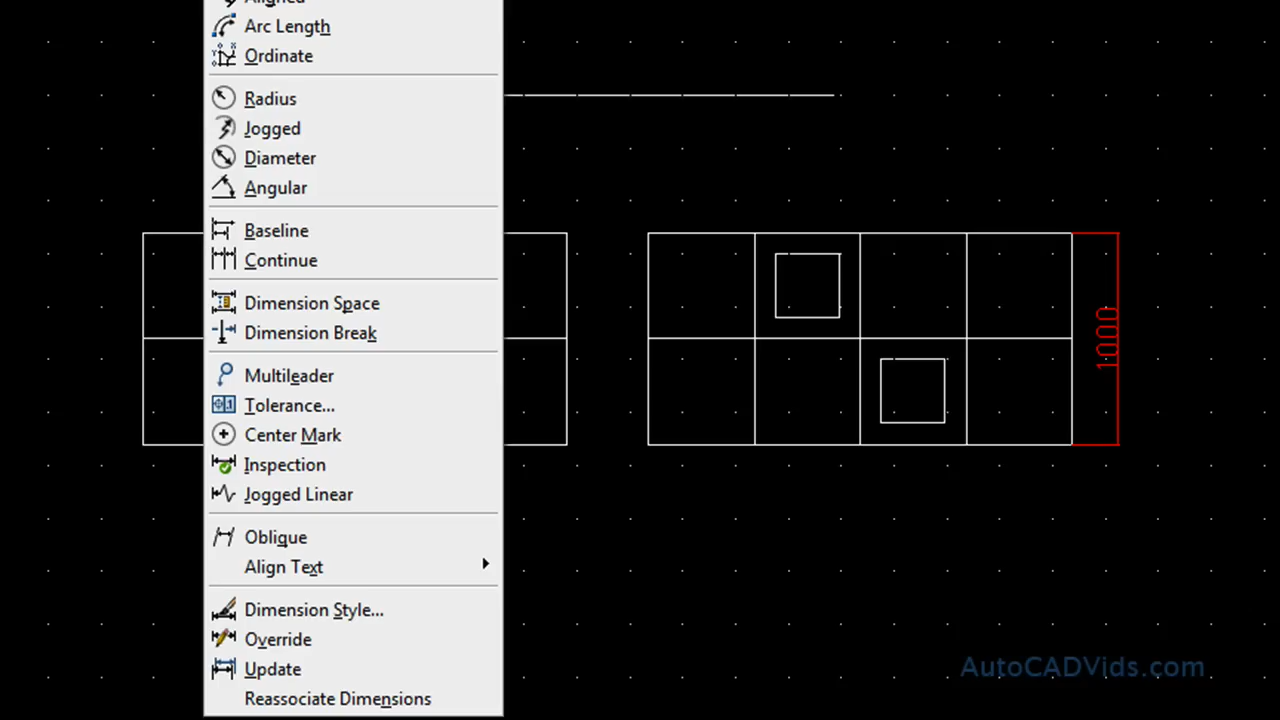 Aligned
Arc Length
Ordinate
Radius
Jogged
Diameter
Angular
Baseline
Continue
Dimension Space
Dimension Break
Multileader
Tolerance...
Center Mark
Inspection
Jogged Linear
Oblique
Align Text
Dimension Style...
Override
Update
Reassociate Dimensions
1000
AutoCADVids.com